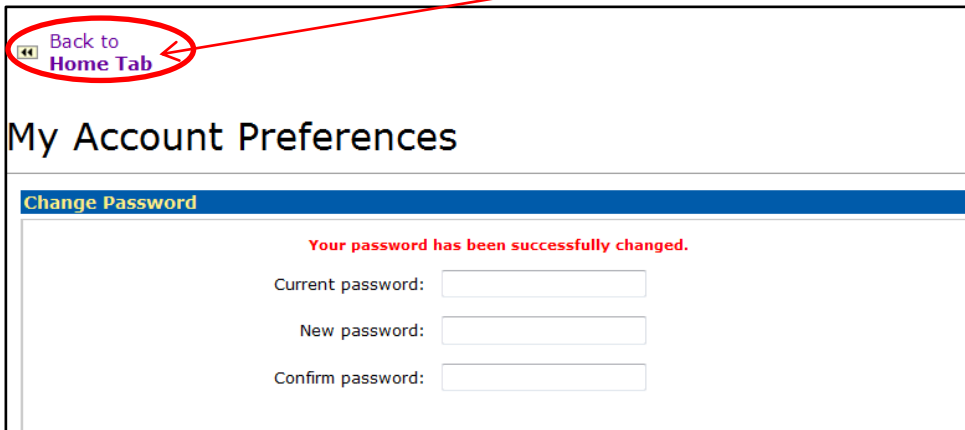 Back to
Home Tab
My Account Preferences
Change Password
Your password has been successfully changed.
Current password:
New password:
Confirm password: